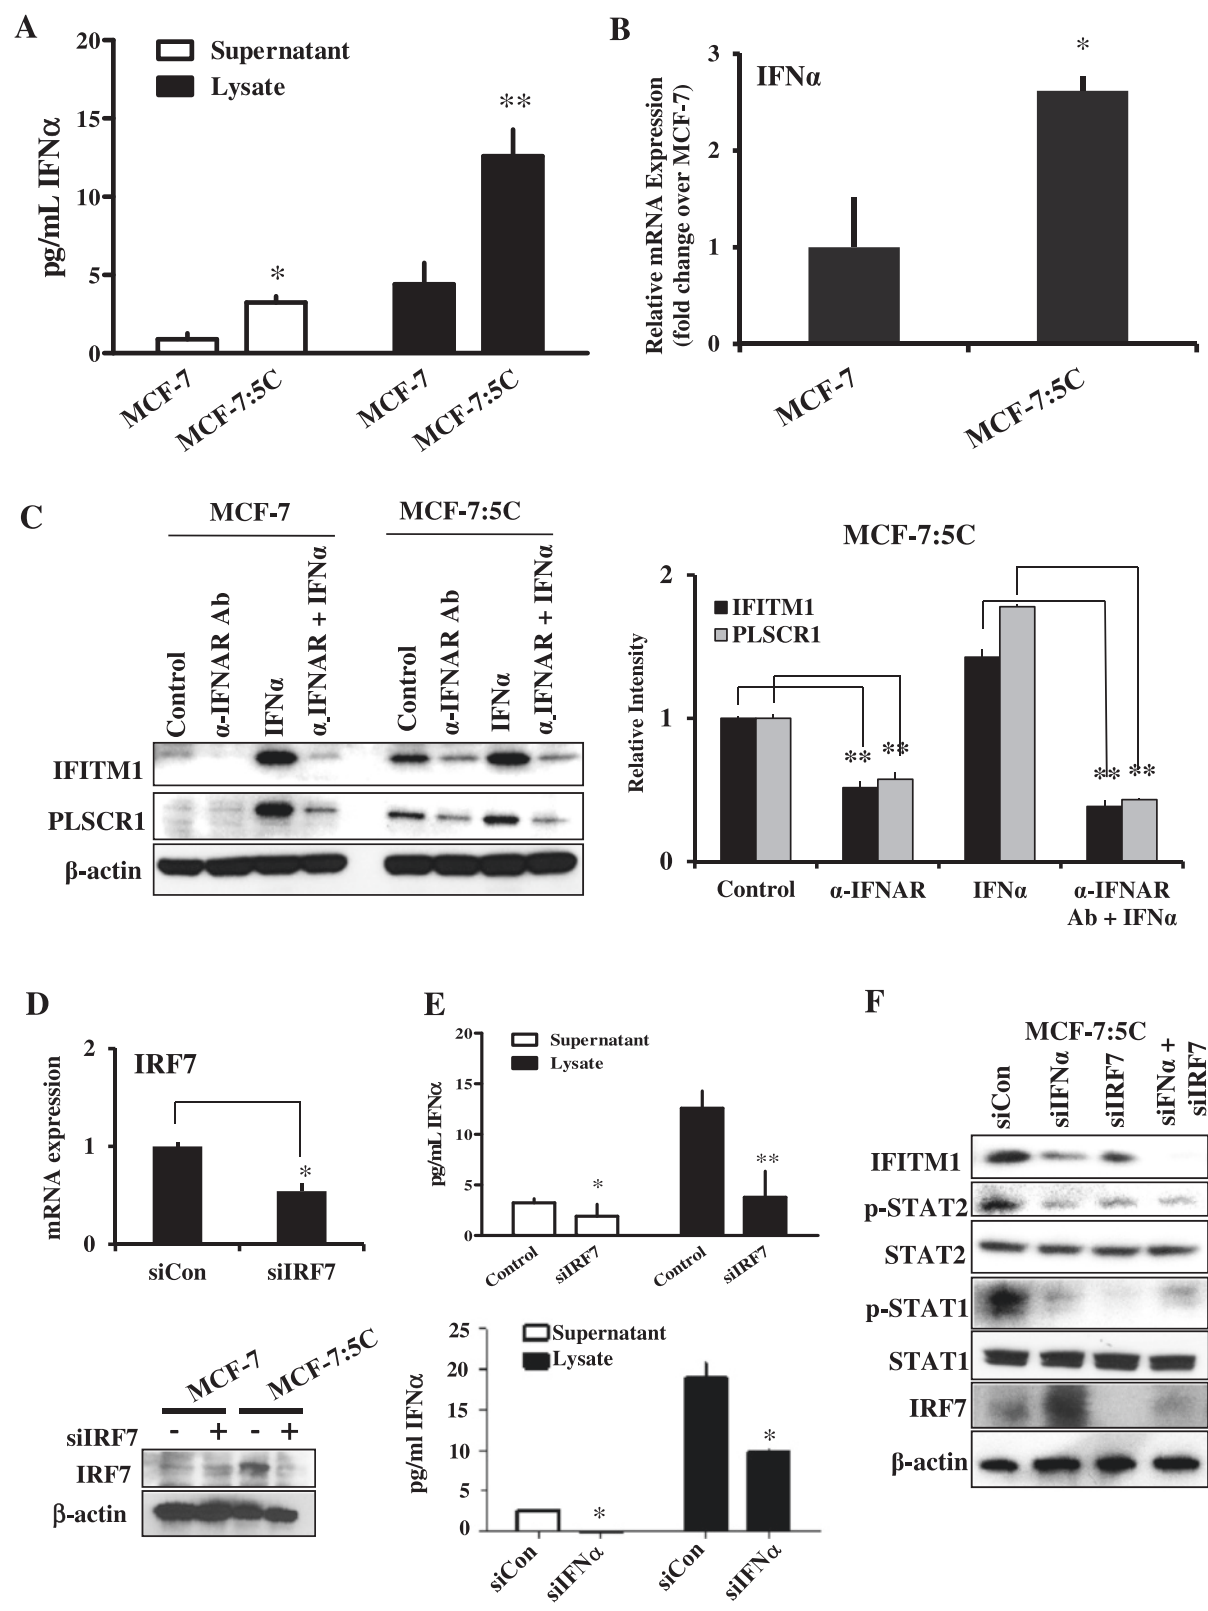 A
20
15
10
5
0
pg/mL IFNα
Supernatant
Lysate
*
**
MCF-7
MCF-7:5C
MCF-7
MCF-7:5C
B
3
2
1
0
Relative mRNA Expression
(fold change over MCF-7)
IFNα
*
MCF-7
MCF-7:5C
C
MCF-7
MCF-7:5C
Control
α-IFNAR Ab
IFNα
α-IFNAR + IFNα
Control
α-IFNAR Ab
IFNα
α-IFNAR + IFNα
IFITM1
PLSCR1
β-actin
MCF-7:5C
2
1
0
Relative Intensity
IFITM1
PLSCR1
**
**
**
**
Control
α-IFNAR
IFNα
α-IFNAR
Ab + IFNα
D
2
1
0
mRNA expression
IRF7
*
siCon
siIRF7
MCF-7
MCF-7:5C
siIRF7
- + - +
IRF7
β-actin
E
20
15
10
5
0
pg/mL IFNα
Supernatant
Lysate
*
**
Control
siIRF7
Control
siIRF7
25
20
15
10
5
0
pg/ml IFNα
Supernatant
Lysate
*
*
siCon
siIFNα
siCon
siIFNα
F
MCF-7:5C
siCon
siIFNα
siIRF7
siFNα +
siIRF7
IFITM1
p-STAT2
STAT2
p-STAT1
STAT1
IRF7
β-actin